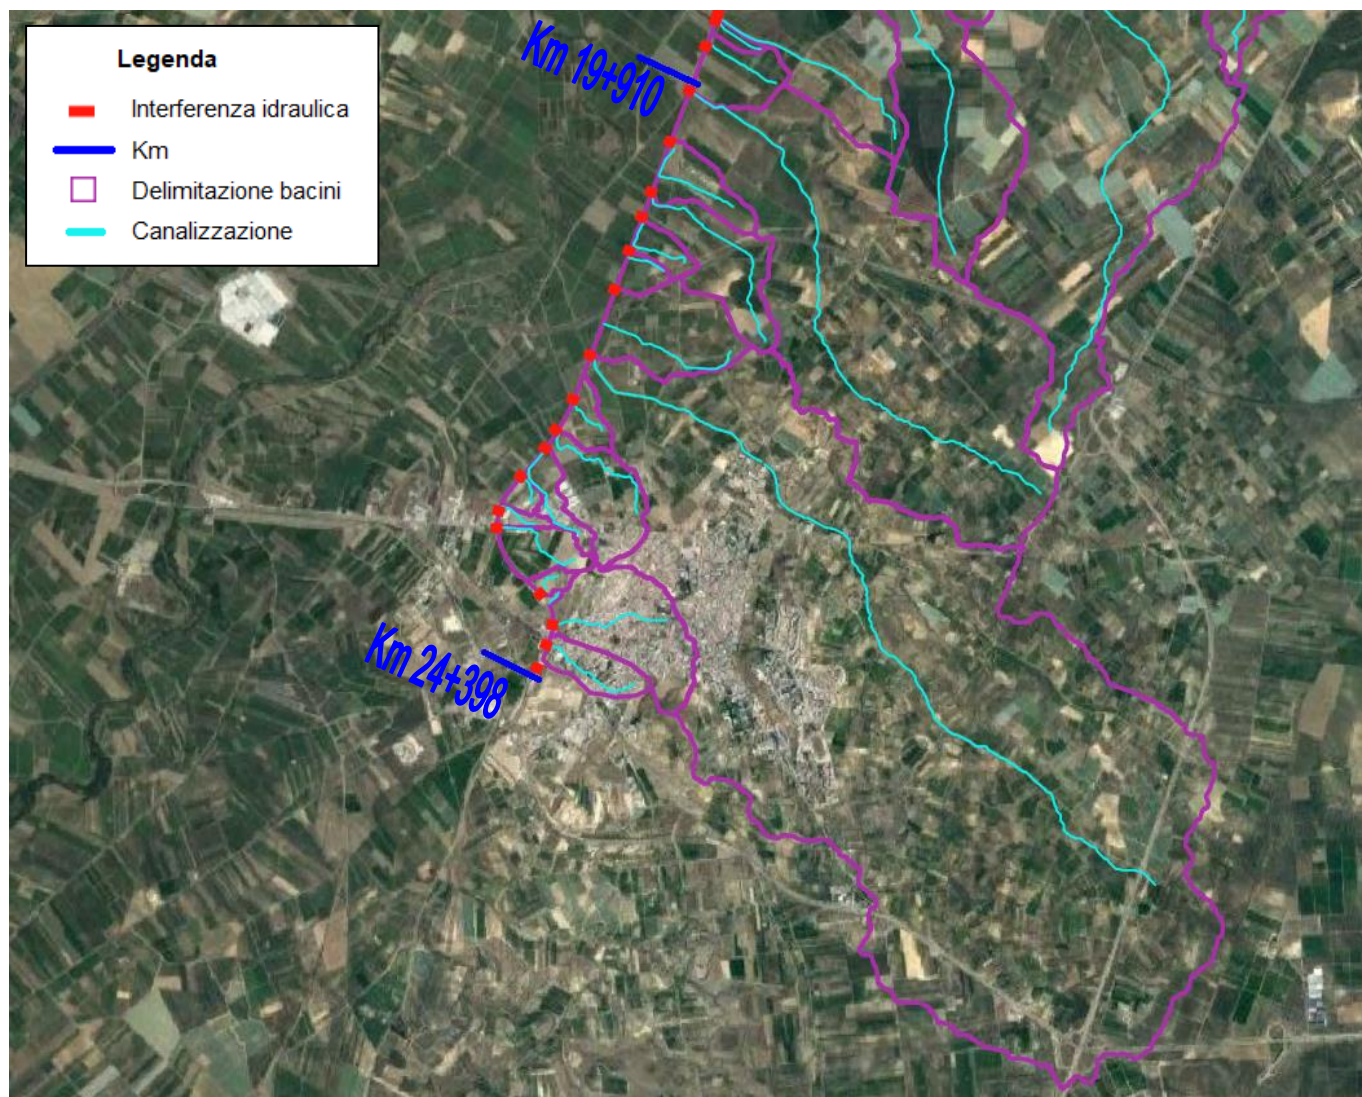 Legenda
Interferenza idraulica
Km
Delimitazione bacini
Canalizzazione
Km 19+910
Km 24+398